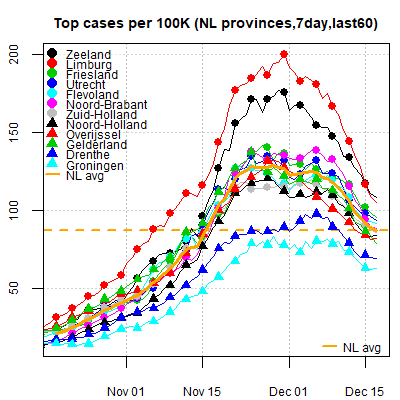 Top cases per 100K (NL provinces,7day,last60)
200
150
100
50
Zeeland
Limburg
Friesland
Utrecht
Flevoland
Noord-Brabant
Zuid-Holland
Noord-Holland
Overijssel
Gelderland
Drenthe
Groningen
NL avg
NL avg
Nov 01
Nov 15
Dec 01
Dec 15